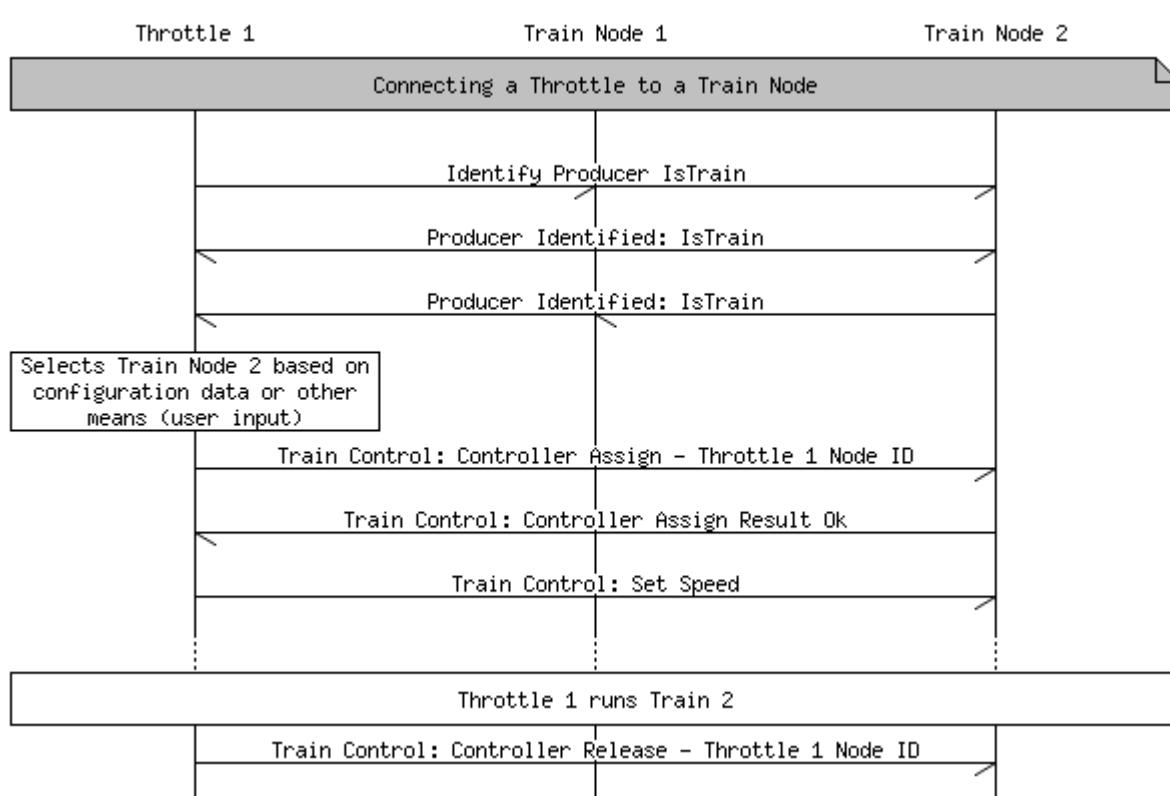 Throttle 1
Train Node 1
Train Node 2
Connecting a Throttle to a Train Node
Identify Producer IsTrain
Producer Identified: IsTrain
Producer Identified: IsTrain
Selects Train Node 2 based on
configuration data or other
means (user input)
Train Control: Controller Assign - Throttle 1 Node ID
Train Control: Controller Assign Result Ok
Train Control: Set Speed
Throttle 1 runs Train 2
Train Control: Controller Release - Throttle 1 Node ID